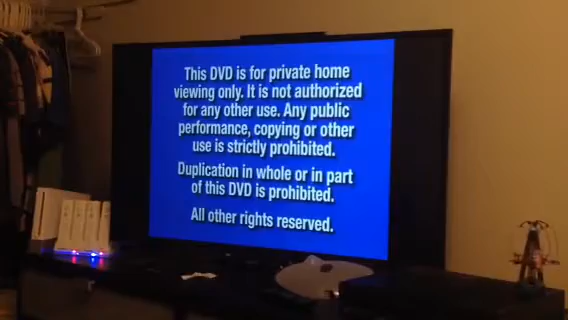 This DVD is for private home
viewing only. It is not authorized
for any other use. Any public
performance, copying or other
use is strictly prohibited.
Duplication in whole or in part
of this DVD is prohibited.
All other rights reserved.